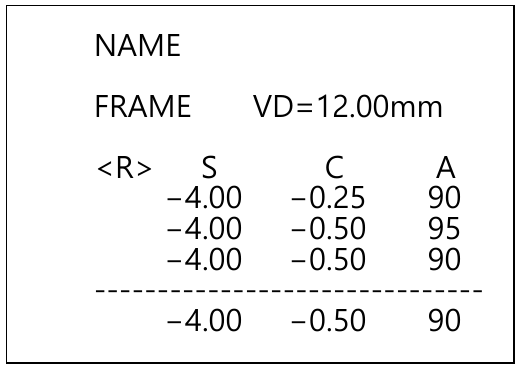 NAME
FRAME VD=12.00mm
<R> S C A
−4.00 −0.25 90
−4.00 −0.50 95
−4.00 −0.50 90
-------------------------------
−4.00 −0.50 90